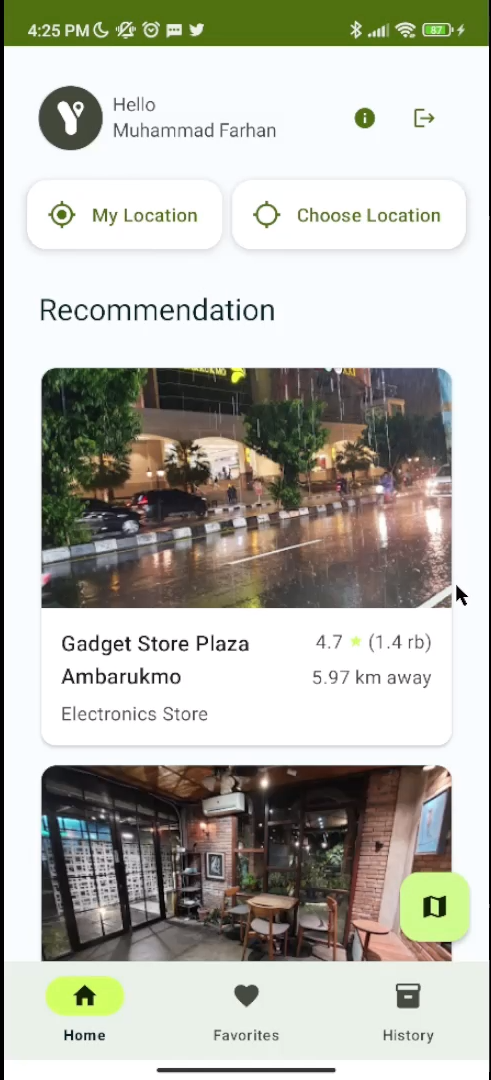 4:25 PM
87
Hello
Muhammad Farhan
My Location
Choose Location
Recommendation
Gadget Store Plaza
Ambarukmo
4.7 ★ (1.4 rb)
5.97 km away
Electronics Store
Home
Favorites
History